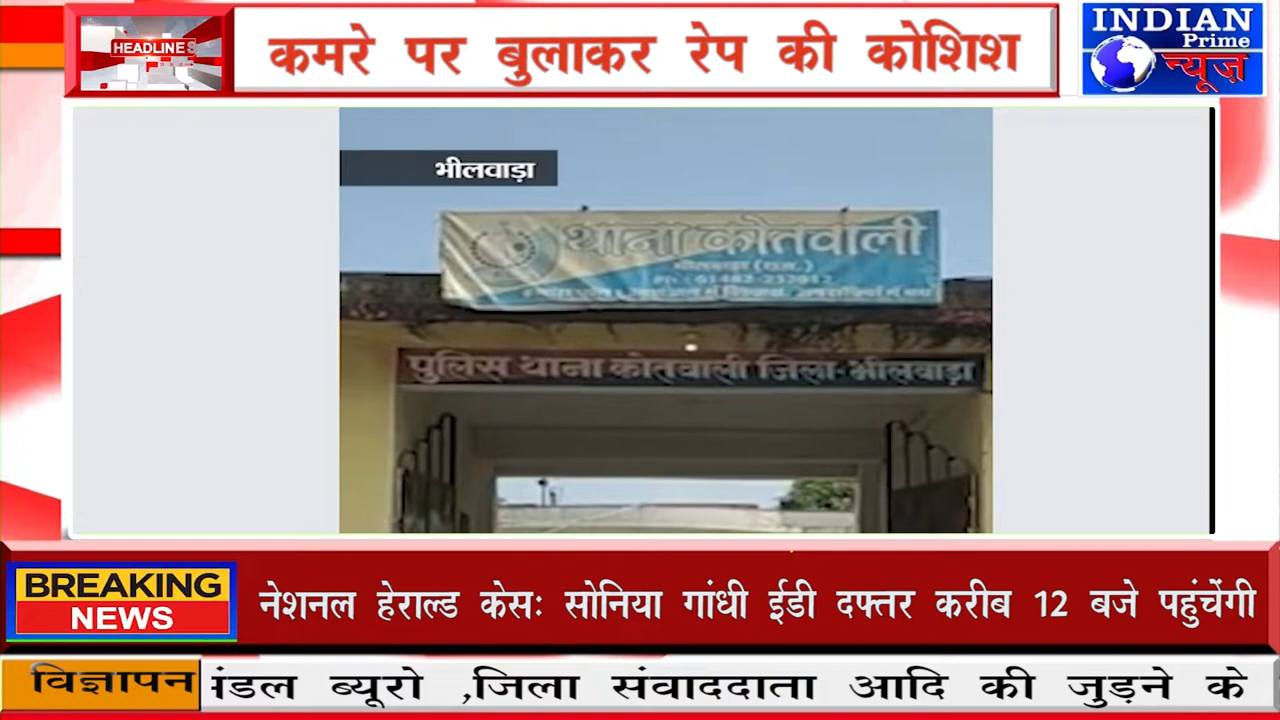 HEADLINES
कमरे पर बुलाकर रेप की कोशिश
INDIAN
Prime
न्यूज़
भीलवाड़ा
थाना कोतवाली
भीलवाड़ा (राज.)
पुलिस थाना कोतवाली जिला-भीलवाड़ा
BREAKING
NEWS
नेशनल हेराल्ड केसः सोनिया गांधी ईडी दफ्तर करीब 12 बजे पहुंचेंगी
विज्ञापन
मंडल ब्यूरो ,जिला संवाददाता आदि की जुड़ने के